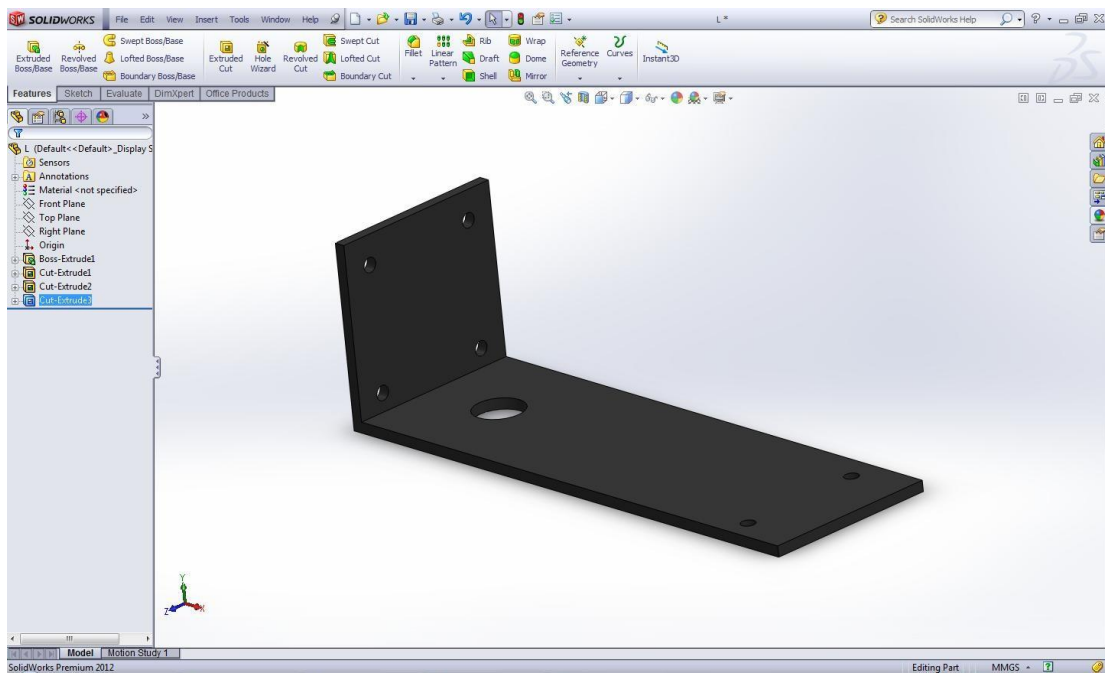 SOLIDWORKS File Edit View Insert Tools Window Help L * Search SolidWorks Help
Extruded Boss/Base
Revolved Boss/Base
Swept Boss/Base
Lofted Boss/Base
Boundary Boss/Base
Extruded Cut
Hole Wizard
Revolved Cut
Swept Cut
Lofted Cut
Boundary Cut
Fillet
Linear Pattern
Rib
Draft
Shell
Wrap
Dome
Mirror
Reference Geometry
Curves
Instant3D
Features Sketch Evaluate DimXpert Office Products
L (Default<<Default>_Display S
Sensors
Annotations
Material <not specified>
Front Plane
Top Plane
Right Plane
Origin
Boss-Extrude1
Cut-Extrude1
Cut-Extrude2
Cut-Extrude3
Y
Z X
Model Motion Study 1
SolidWorks Premium 2012 Editing Part MMGS